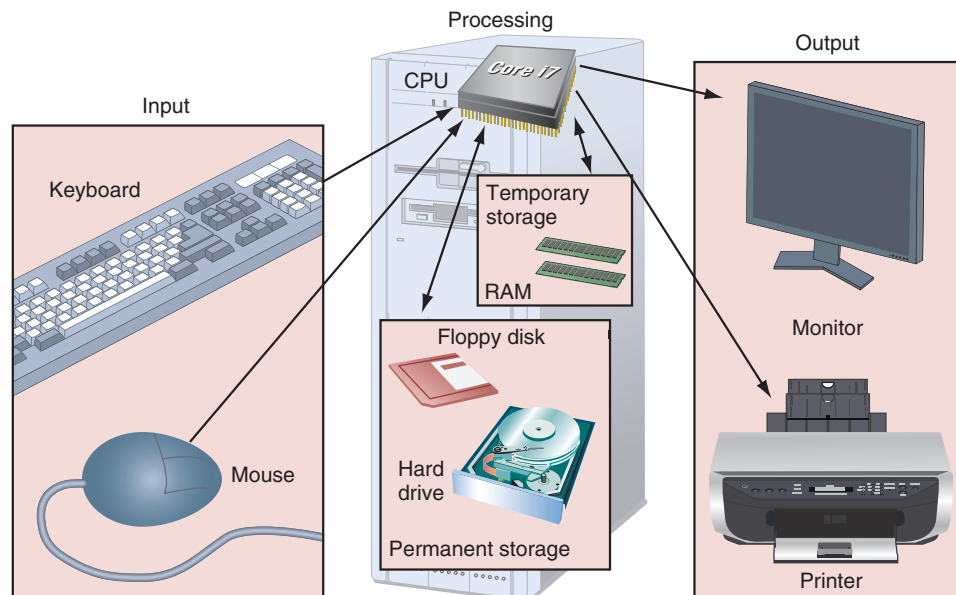 Processing
Output
Input
CPU
Core i7
Keyboard
Temporary
storage
RAM
Monitor
Floppy disk
Mouse
Hard
drive
Permanent storage
Printer